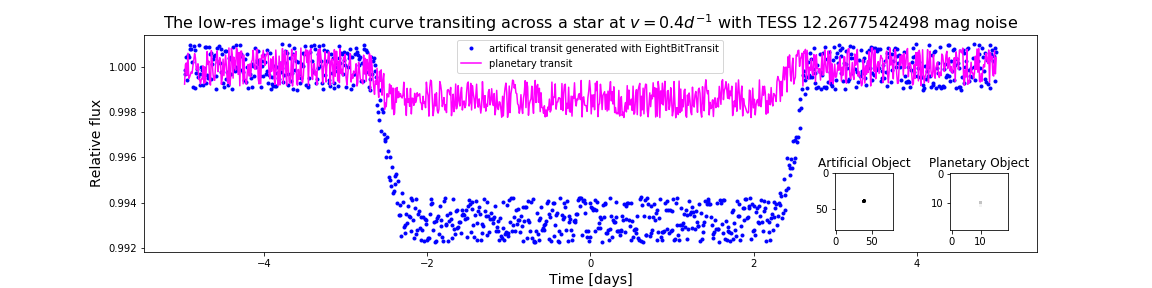 The low-res image's light curve transiting across a star at v = 0.4d⁻¹ with TESS 12.2677542498 mag noise
artifical transit generated with EightBitTransit
planetary transit
Relative flux
1.000
0.998
0.996
0.994
0.992
Artificial Object
0
50
0 50
Planetary Object
0
10
0 10
−4 −2 0 2 4
Time [days]